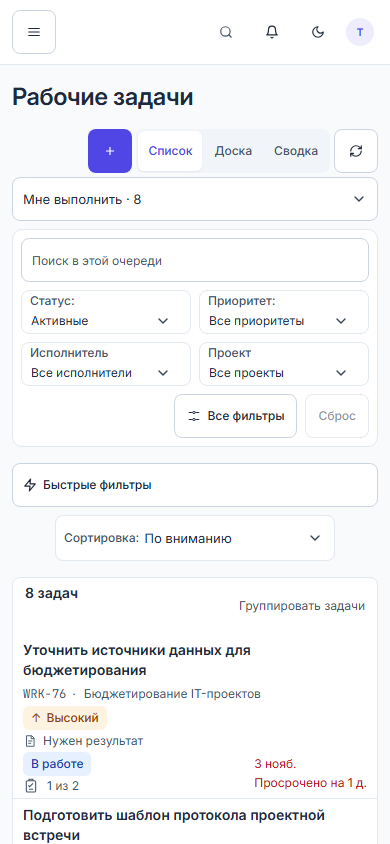 T
Рабочие задачи
+ Список Доска Сводка
Мне выполнить · 8
Поиск в этой очереди
Статус: Приоритет:
Активные Все приоритеты
Исполнитель Проект
Все исполнители Все проекты
Все фильтры Сброс
Быстрые фильтры
Сортировка: По вниманию
8 задач
Группировать задачи
Уточнить источники данных для
бюджетирования
WRK-76 · Бюджетирование IT-проектов
↑ Высокий
Нужен результат
В работе 3 нояб.
1 из 2 Просрочено на 1 д.
Подготовить шаблон протокола проектной
встречи